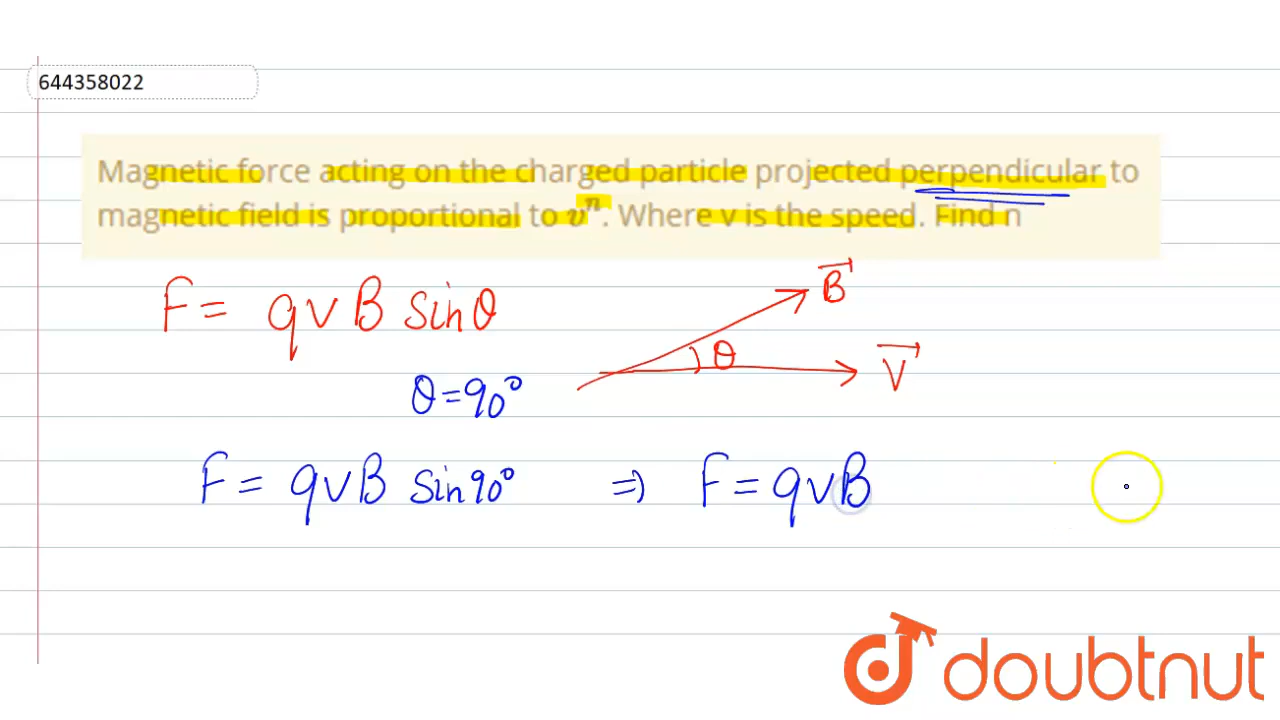 644358022
Magnetic force acting on the charged particle projected perpendicular to
magnetic field is proportional to vⁿ. Where v is the speed. Find n
F = qvB sinθ
B⃗
θ
V⃗
θ=90°
F = qvB sin90° ⇒ F = qvB
doubtnut